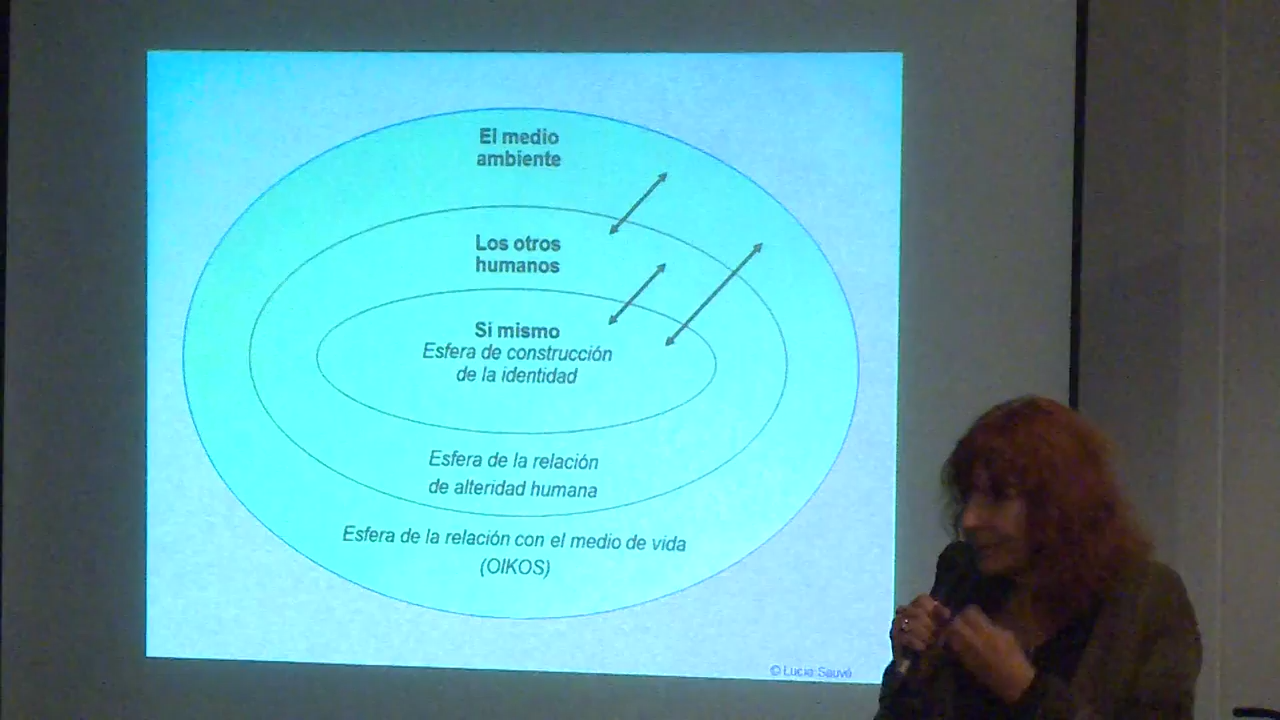 El medio
ambiente
Los otros
humanos
Si mismo
Esfera de construcción
de la identidad
Esfera de la relación
de alteridad humana
Esfera de la relación con el medio de vida
(OIKOS)
© Lucie Sauvé